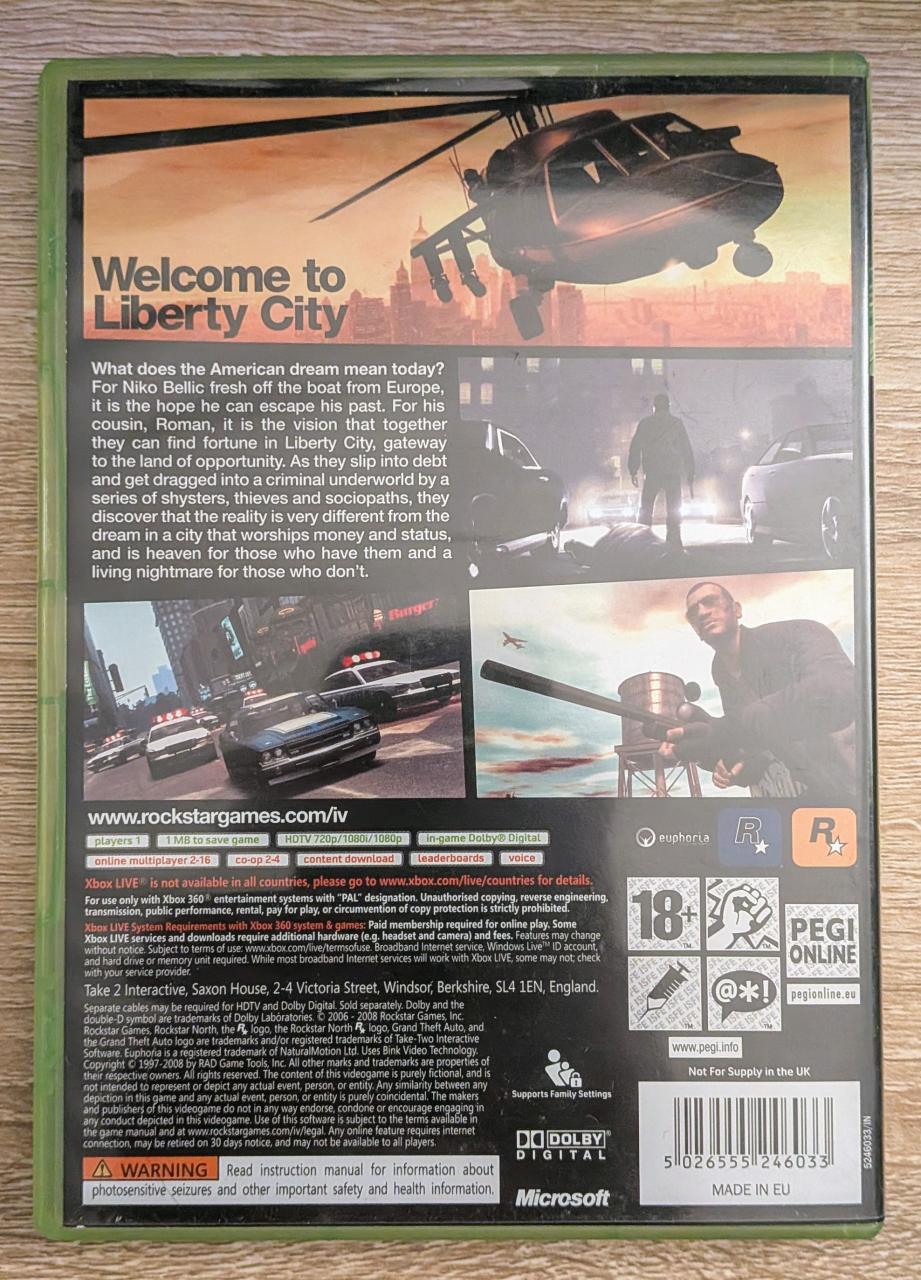 Welcome to
Liberty City
What does the American dream mean today?
For Niko Bellic fresh off the boat from Europe,
it is the hope he can escape his past. For his
cousin, Roman, it is the vision that together
they can find fortune in Liberty City, gateway
to the land of opportunity. As they slip into debt
and get dragged into a criminal underworld by a
series of shysters, thieves and sociopaths, they
discover that the reality is very different from the
dream in a city that worships money and status,
and is heaven for those who have them and a
living nightmare for those who don't.
Burger
www.rockstargames.com/iv
players 1 1 MB to save game HDTV 720p/1080i/1080p in-game Dolby® Digital
online multiplayer 2-16 co-op 2-4 content download leaderboards voice
euphoria
R
R
Xbox LIVE® is not available in all countries, please go to www.xbox.com/live/countries for details.
For use only with Xbox 360® entertainment systems with "PAL" designation. Unauthorised copying, reverse engineering,
transmission, public performance, rental, pay for play, or circumvention of copy protection is strictly prohibited.
Xbox LIVE System Requirements with Xbox 360 system & games: Paid membership required for online play. Some
Xbox LIVE services and downloads require additional hardware (e.g. headset and camera) and fees. Features may change
without notice. Subject to terms of use: www.xbox.com/live/termsofuse. Broadband Internet service, Windows Live™ ID account,
and hard drive or memory unit required. While most broadband Internet services will work with Xbox LIVE, some may not; check
with your service provider.
Take 2 Interactive, Saxon House, 2-4 Victoria Street, Windsor, Berkshire, SL4 1EN, England.
Separate cables may be required for HDTV and Dolby Digital. Sold separately. Dolby and the
double-D symbol are trademarks of Dolby Laboratories. © 2006 - 2008 Rockstar Games, Inc.
Rockstar Games, Rockstar North, the R logo, the Rockstar North R logo, Grand Theft Auto, and
the Grand Theft Auto logo are trademarks and/or registered trademarks of Take-Two Interactive
Software. Euphoria is a registered trademark of NaturalMotion Ltd. Uses Bink Video Technology.
Copyright © 1997-2008 by RAD Game Tools, Inc. All other marks and trademarks are properties of
their respective owners. All rights reserved. The content of this videogame is purely fictional, and is
not intended to represent or depict any actual event, person, or entity. Any similarity between any
depiction in this game and any actual event, person, or entity is purely coincidental. The makers
and publishers of this videogame do not in any way endorse, condone or encourage engaging in
any conduct depicted in this videogame. Use of this software is subject to the terms available in
the game manual and at www.rockstargames.com/iv/legal. Any online feature requires internet
connection, may be retired on 30 days notice, and may not be available to all players.
WARNING Read instruction manual for information about
photosensitive seizures and other important safety and health information.
18+ ™
™
@*! ™
PEGI
ONLINE
pegionline.eu
www.pegi.info
Not For Supply in the UK
Supports Family Settings
DOLBY®
DIGITAL
Microsoft
5 026555 246033
MADE IN EU
5246033/IN